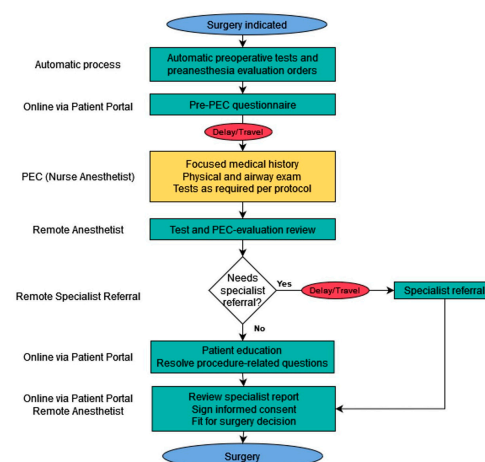 Surgery indicated
Automatic process
Automatic preoperative tests and
preanesthesia evaluation orders
Online via Patient Portal
Pre-PEC questionnaire
Delay/Travel
PEC (Nurse Anesthetist)
Focused medical history
Physical and airway exam
Tests as required per protocol
Remote Anesthetist
Test and PEC-evaluation review
Remote Specialist Referral
Needs
specialist
referral?
Yes
Delay/Travel
Specialist referral
No
Online via Patient Portal
Patient education
Resolve procedure-related questions
Online via Patient Portal
Remote Anesthetist
Review specialist report
Sign informed consent
Fit for surgery decision
Surgery